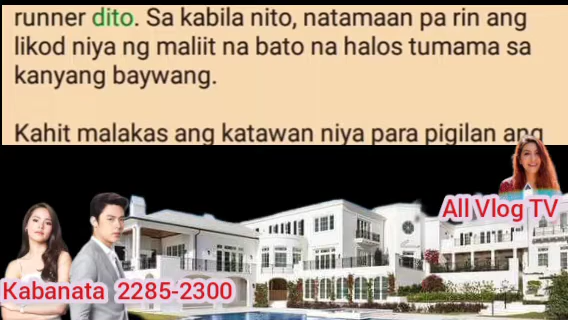 runner dito. Sa kabila nito, natamaan pa rin ang
likod niya ng maliit na bato na halos tumama sa
kanyang baywang.
Kahit malakas ang katawan niya para pigilan ang
All Vlog TV
Kabanata 2285-2300